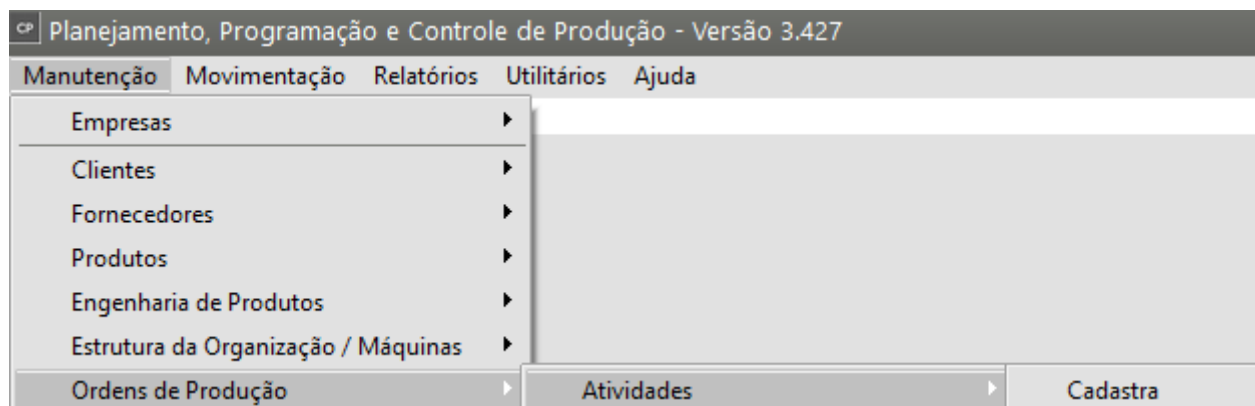 CP Planejamento, Programação e Controle de Produção - Versão 3.427
Manutenção Movimentação Relatórios Utilitários Ajuda
Empresas
Clientes
Fornecedores
Produtos
Engenharia de Produtos
Estrutura da Organização / Máquinas
Ordens de Produção Atividades Cadastra